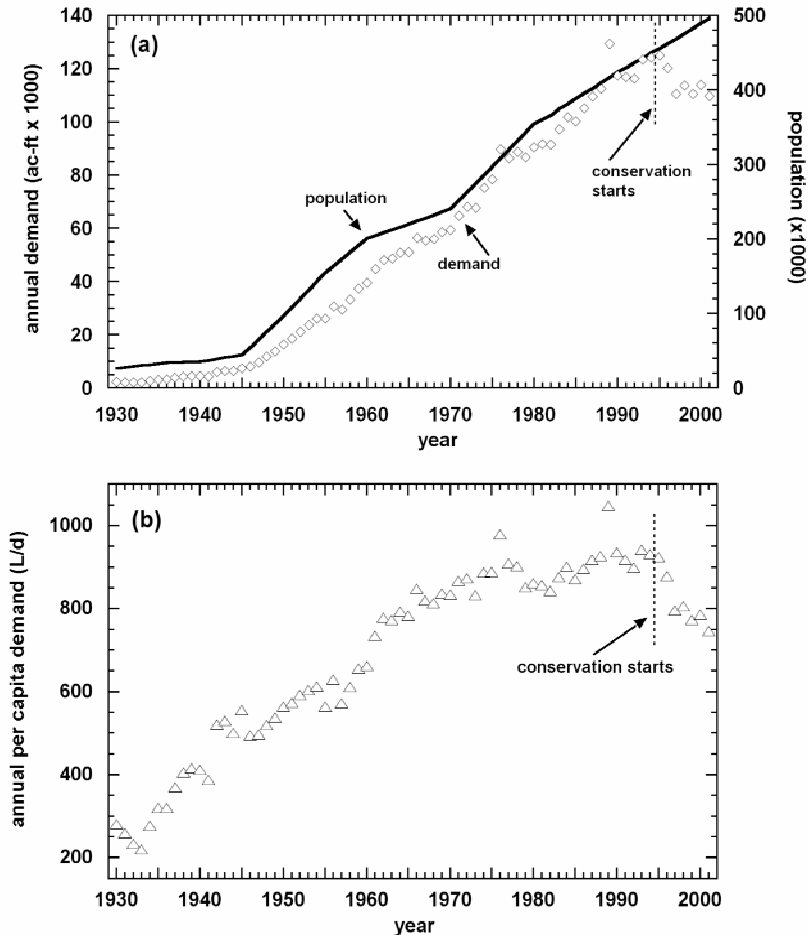 (a)
annual demand (ac-ft x 1000)
140
120
100
80
60
40
20
0
500
400
300
200
100
0
population (x1000)
population
demand
conservation
starts
1930 1940 1950 1960 1970 1980 1990 2000
year
(b)
annual per capita demand (L/d)
1000
800
600
400
200
conservation starts
1930 1940 1950 1960 1970 1980 1990 2000
year